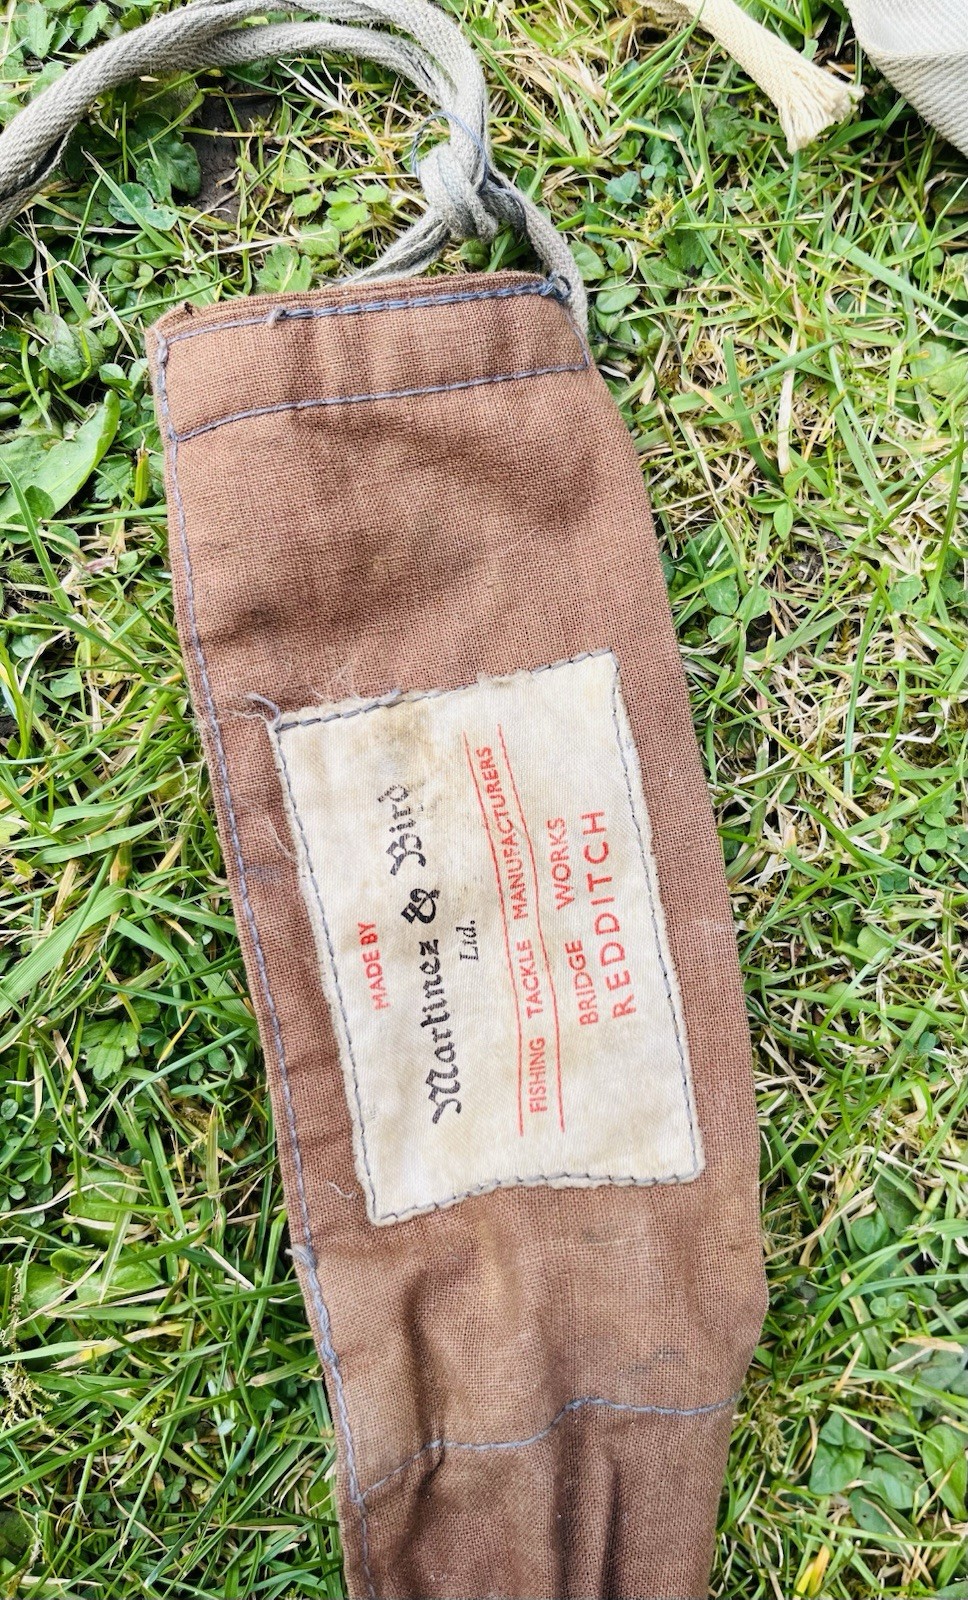 MADE BY
Martinez & Bird
Ltd.
FISHING TACKLE MANUFACTURERS
BRIDGE WORKS
REDDITCH